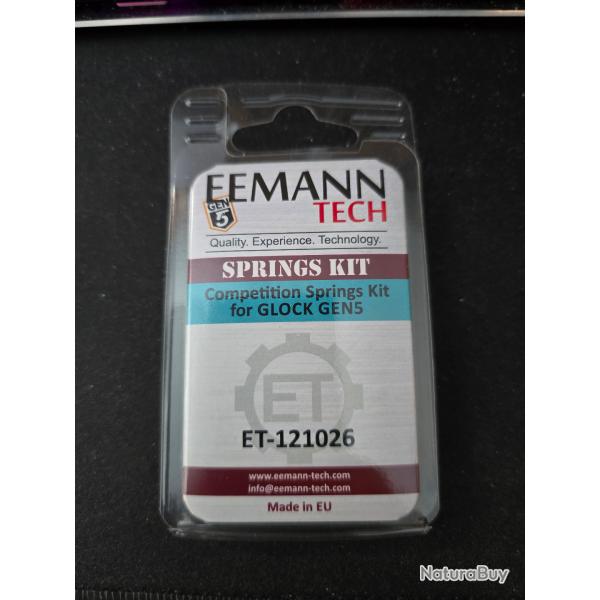 EEMANN
GEN
5
TECH
Quality. Experience. Technology.
SPRINGS KIT
Competition Springs Kit
for GLOCK GEN5
ET
ET-121026
www.eemann-tech.com
info@eemann-tech.com
Made in EU
NaturaBuy